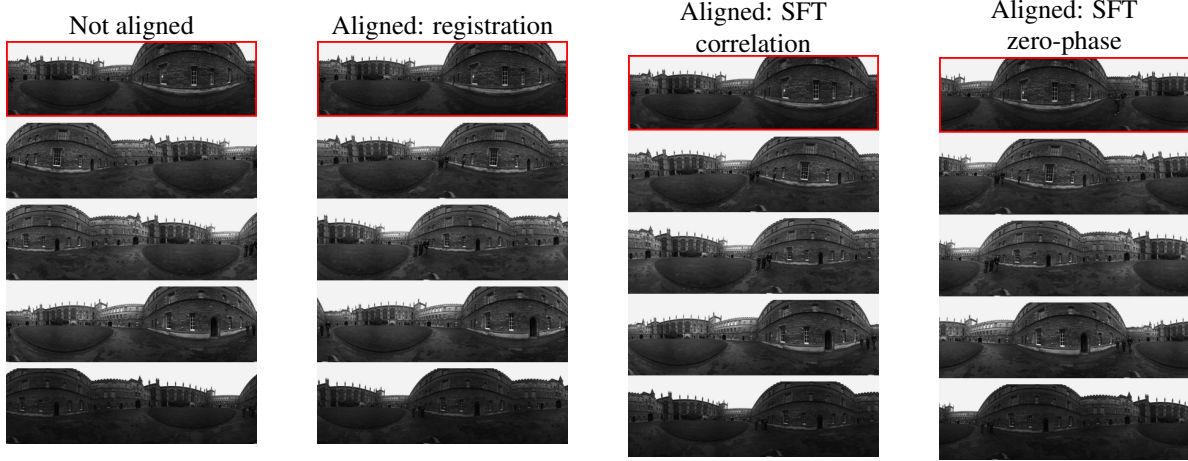 Not aligned
Aligned: registration
Aligned: SFT
correlation
Aligned: SFT
zero-phase